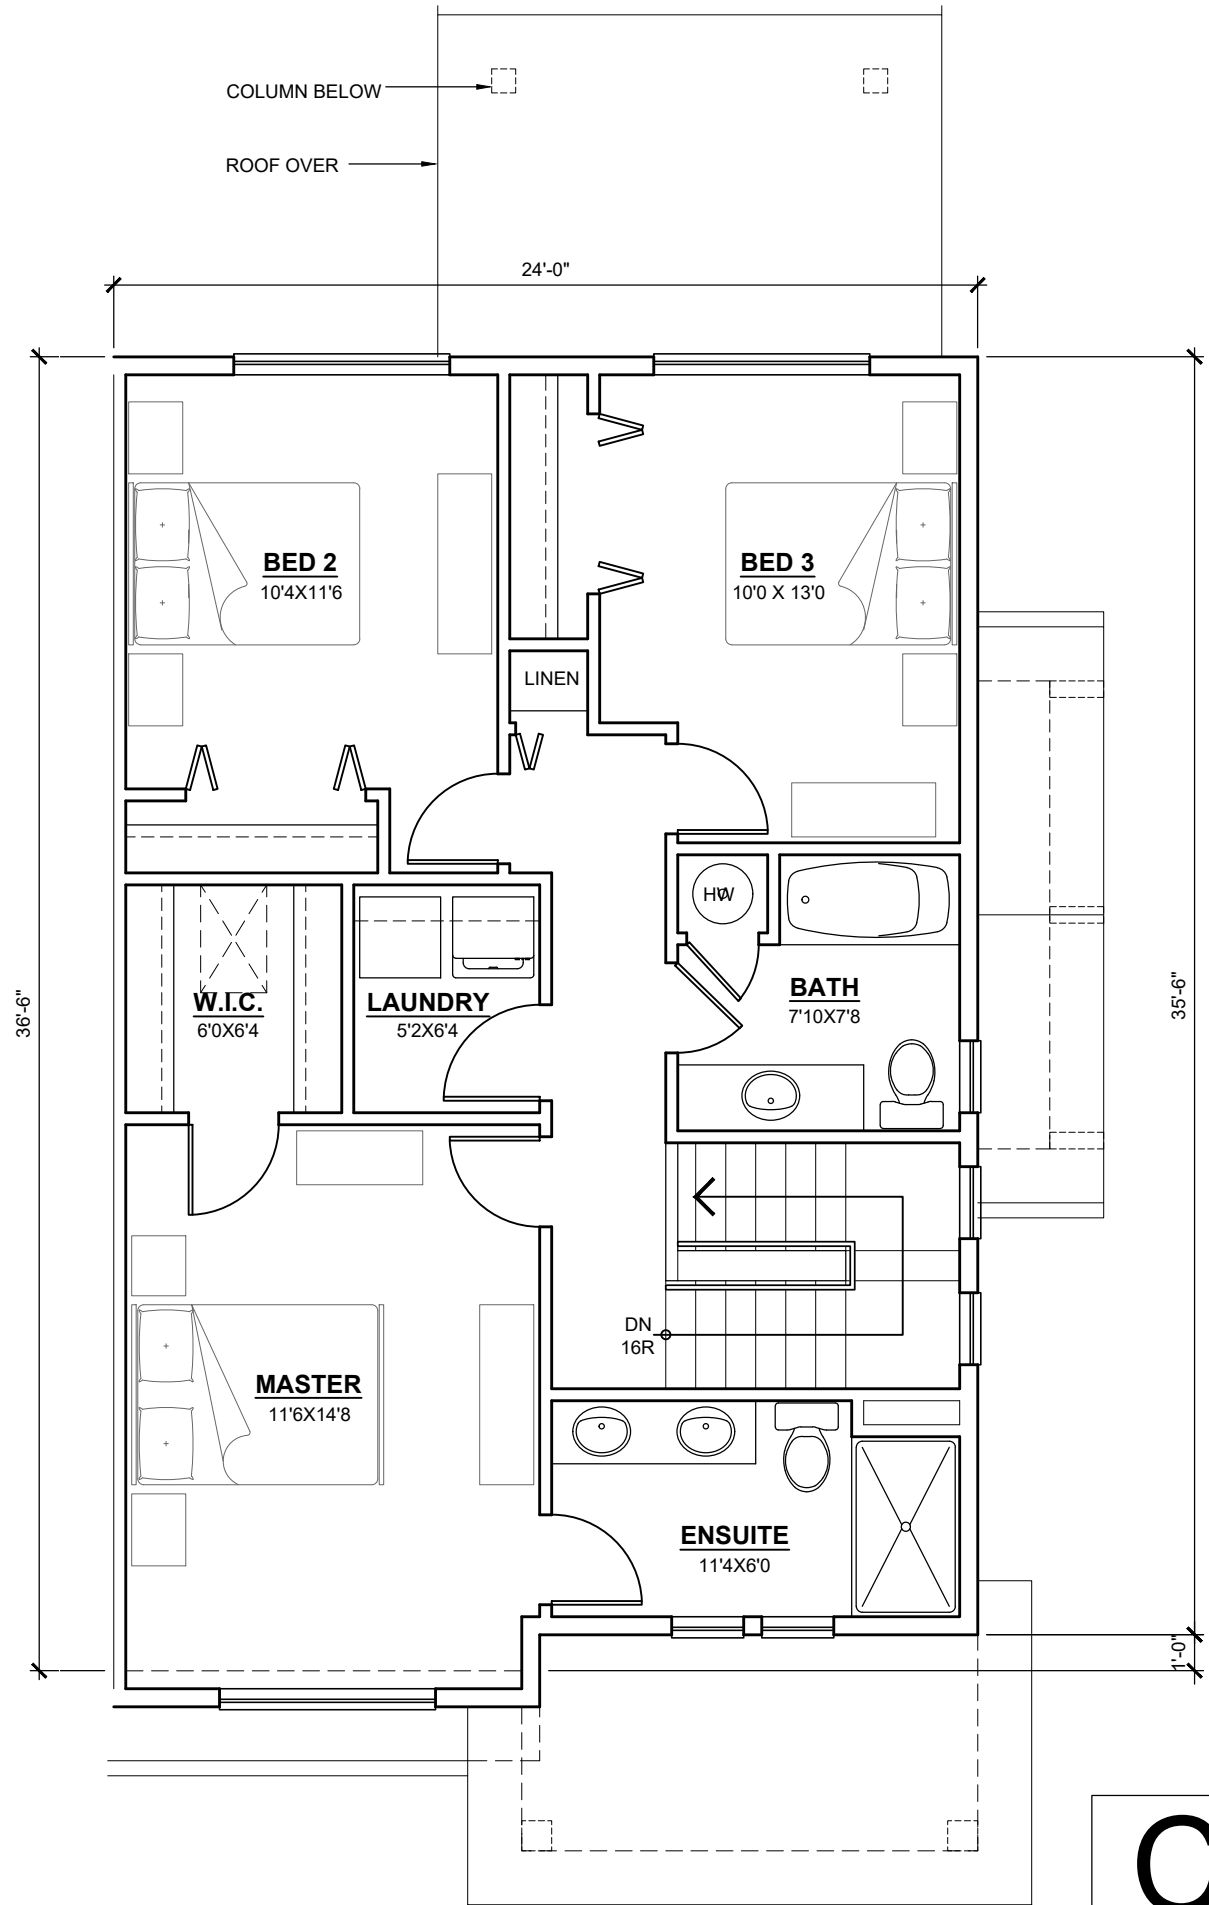 COLUMN BELOW
ROOF OVER
24'-0"
BED 2
10'4X11'6
BED 3
10'0 X 13'0
LINEN
HW
36'-6"
35'-6"
W.I.C.
6'0X6'4
LAUNDRY
5'2X6'4
BATH
7'10X7'8
DN
16R
MASTER
11'6X14'8
ENSUITE
11'4X6'0
1'-0"